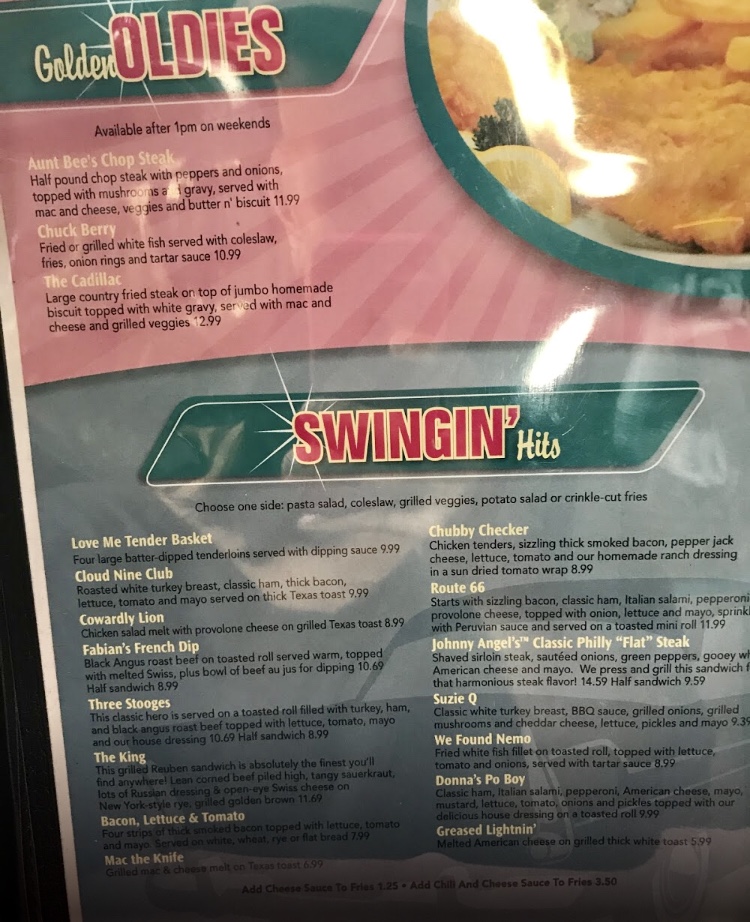 Golden OLDIES
Available after 1pm on weekends
Aunt Bee's Chop Steak
Half pound chop steak with peppers and onions,
topped with mushrooms and gravy, served with
mac and cheese, veggies and butter n' biscuit 11.99
Chuck Berry
Fried or grilled white fish served with coleslaw,
fries, onion rings and tartar sauce 10.99
The Cadillac
Large country fried steak on top of jumbo homemade
biscuit topped with white gravy, served with mac and
cheese and grilled veggies 12.99
SWINGIN' Hits
Choose one side: pasta salad, coleslaw, grilled veggies, potato salad or crinkle-cut fries
Love Me Tender Basket
Four large batter-dipped tenderloins served with dipping sauce 9.99
Cloud Nine Club
Roasted white turkey breast, classic ham, thick bacon,
lettuce, tomato and mayo served on thick Texas toast 9.99
Cowardly Lion
Chicken salad melt with provolone cheese on grilled Texas toast 8.99
Fabian's French Dip
Black Angus roast beef on toasted roll served warm, topped
with melted Swiss, plus bowl of beef au jus for dipping 10.69
Half sandwich 8.99
Three Stooges
This classic hero is served on a toasted roll filled with turkey, ham,
and black angus roast beef topped with lettuce, tomato, mayo
and our house dressing 10.69 Half sandwich 8.99
The King
This grilled Reuben sandwich is absolutely the finest you'll
find anywhere! Lean corned beef piled high, tangy sauerkraut,
lots of Russian dressing & open-eye Swiss cheese on
New York-style rye, grilled golden brown 11.69
Bacon, Lettuce & Tomato
Four strips of thick smoked bacon topped with lettuce, tomato
and mayo. Served on white, wheat, rye or flat bread 7.99
Mac the Knife
Grilled mac & cheese melt on Texas toast 6.99
Chubby Checker
Chicken tenders, sizzling thick smoked bacon, pepper jack
cheese, lettuce, tomato and our homemade ranch dressing
in a sun dried tomato wrap 8.99
Route 66
Starts with sizzling bacon, classic ham, Italian salami, pepperoni
provolone cheese, topped with onion, lettuce and mayo, sprinkl
with Peruvian sauce and served on a toasted mini roll 11.99
Johnny Angel's™ Classic Philly "Flat" Steak
Shaved sirloin steak, sautéed onions, green peppers, gooey wh
American cheese and mayo. We press and grill this sandwich f
that harmonious steak flavor! 14.59 Half sandwich 9.59
Suzie Q
Classic white turkey breast, BBQ sauce, grilled onions, grilled
mushrooms and cheddar cheese, lettuce, pickles and mayo 9.39
We Found Nemo
Fried white fish fillet on toasted roll, topped with lettuce,
tomato and onions, served with tartar sauce 8.99
Donna's Po Boy
Classic ham, Italian salami, pepperoni, American cheese, mayo,
mustard, lettuce, tomato, onions and pickles topped with our
delicious house dressing on a toasted roll 9.99
Greased Lightnin'
Melted American cheese on grilled thick white toast 5.99
Add Cheese Sauce To Fries 1.25 • Add Chili And Cheese Sauce To Fries 3.50